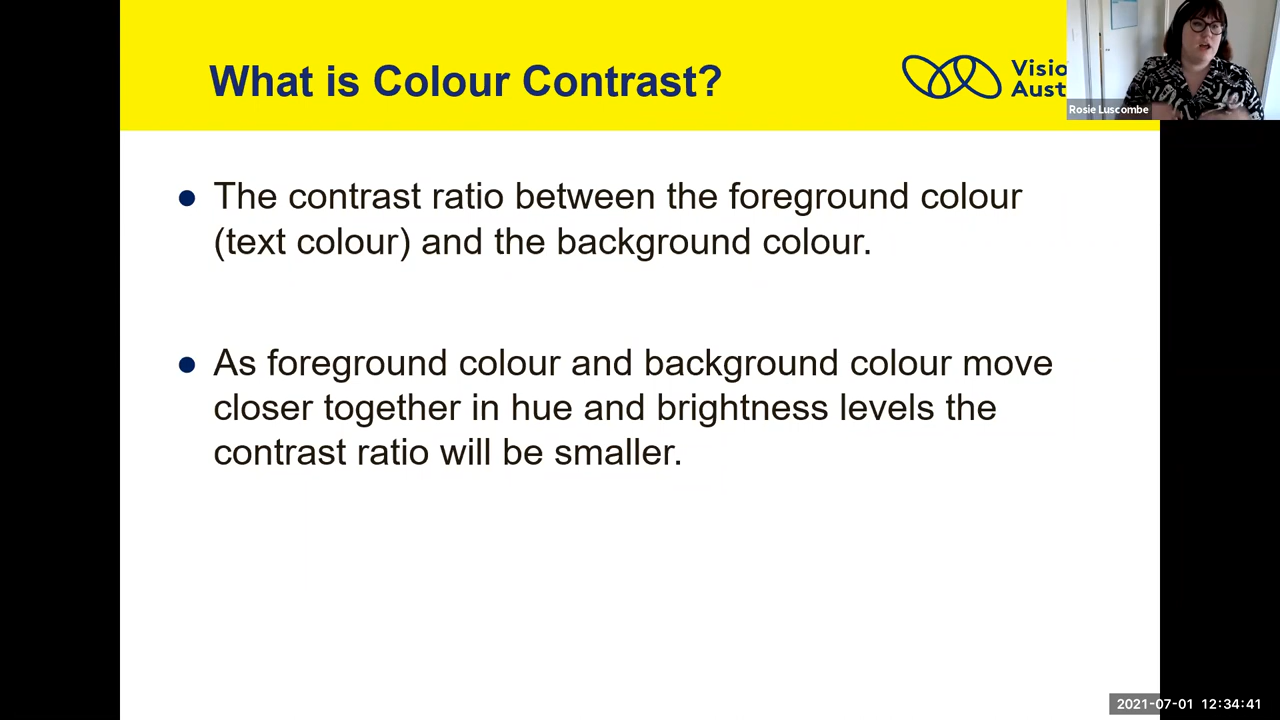 What is Colour Contrast?
Visio
Aust
Rosie Luscombe
● The contrast ratio between the foreground colour
(text colour) and the background colour.
● As foreground colour and background colour move
closer together in hue and brightness levels the
contrast ratio will be smaller.
2021-07-01 12:34:41